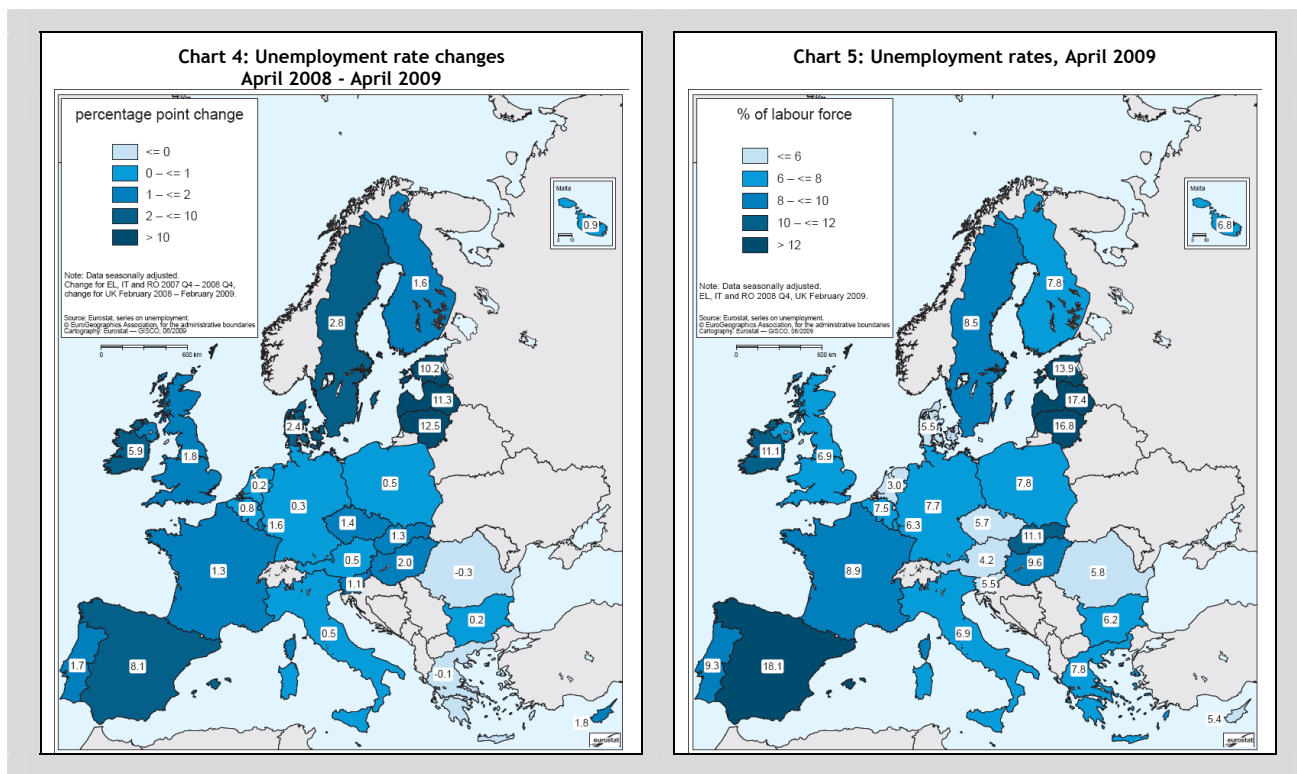 Chart 4: Unemployment rate changes
April 2008 - April 2009
percentage point change
<= 0
0 – <= 1
1 – <= 2
2 – <= 10
> 10
Note: Data seasonally adjusted.
Change for EL, IT and RO 2007 Q4 – 2008 Q4,
change for UK February 2008 – February 2009.
Source: Eurostat, series on unemployment.
© EuroGeographics Association, for the administrative boundaries
Cartography: Eurostat — GISCO, 06/2009
0 600 km
Malta
0.9
1.6
2.8
10.2
11.3
12.5
2.4
5.9
1.8
0.2
0.5
0.8
0.3
1.6
1.4
1.3
0.5
2.0
1.3
-0.3
1.1
0.2
0.5
1.7
8.1
-0.1
1.8
eurostat
Chart 5: Unemployment rates, April 2009
% of labour force
<= 6
6 – <= 8
8 – <= 10
10 – <= 12
> 12
Note: Data seasonally adjusted.
EL, IT and RO 2008 Q4, UK February 2009.
Source: Eurostat, series on unemployment.
© EuroGeographics Association, for the administrative boundaries
Cartography: Eurostat — GISCO, 06/2009
0 600 km
Malta
6.8
7.8
8.5
13.9
17.4
16.8
5.5
11.1
6.9
3.0
7.8
7.5
7.7
6.3
5.7
11.1
4.2
9.6
8.9
5.8
5.5
6.2
6.9
9.3
18.1
7.8
5.4
eurostat